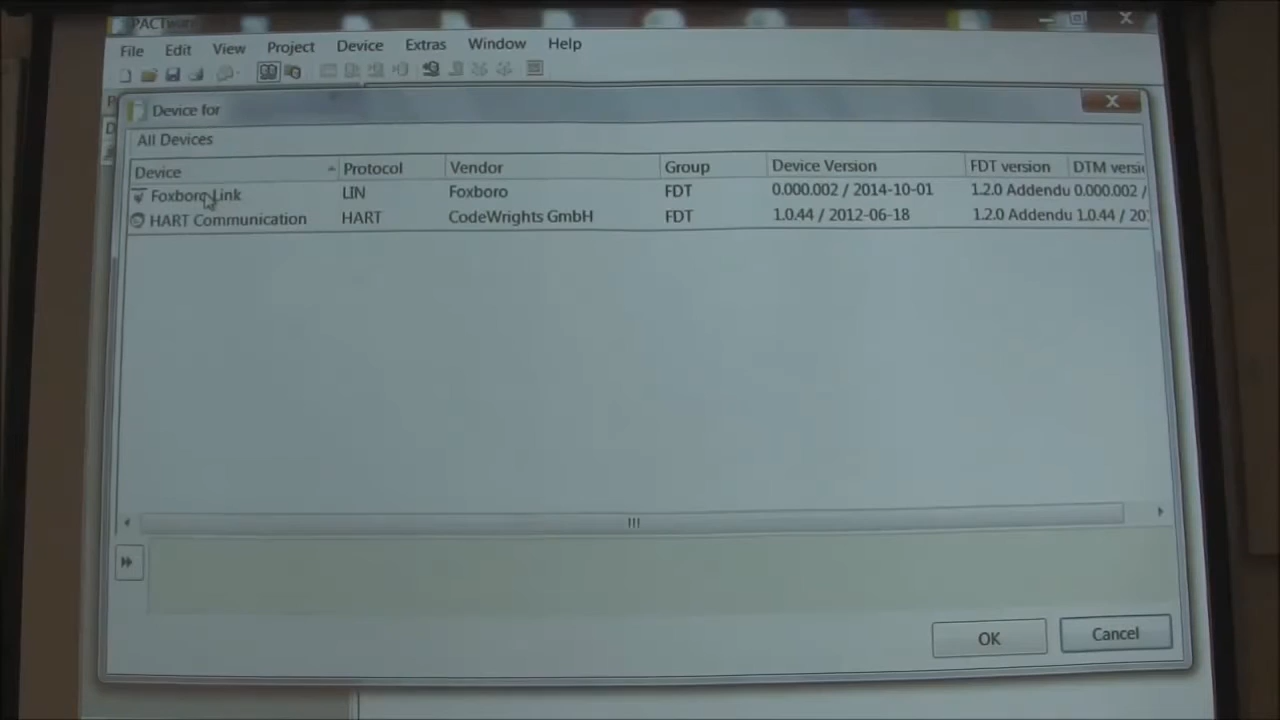 PACTware
File Edit View Project Device Extras Window Help
Device for
All Devices
Device Protocol Vendor Group Device Version FDT version DTM versi
Foxboro Link LIN Foxboro FDT 0.000.002 / 2014-10-01 1.2.0 Addendu 0.000.002 /
HART Communication HART CodeWrights GmbH FDT 1.0.44 / 2012-06-18 1.2.0 Addendu 1.0.44 / 20
OK Cancel